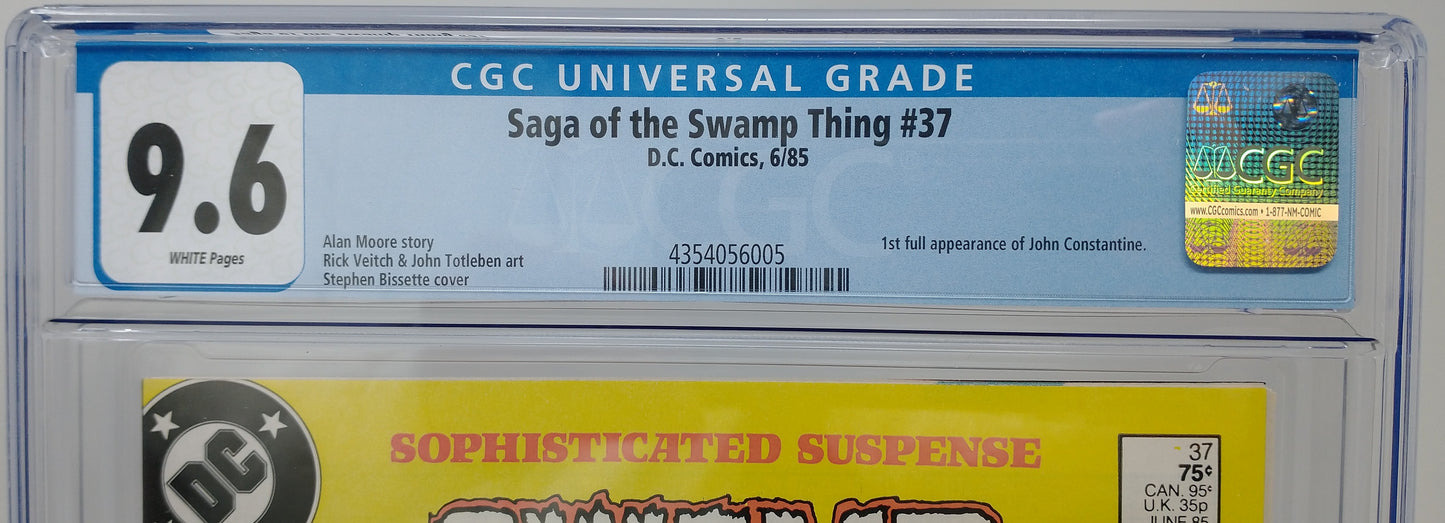 CGC UNIVERSAL GRADE
9.6
WHITE Pages
Saga of the Swamp Thing #37
D.C. Comics, 6/85
Alan Moore story
Rick Veitch & John Totleben art
Stephen Bissette cover
4354056005
1st full appearance of John Constantine.
CGC
Certified Guaranty Company
www.CGCcomics.com • 1-877-NM-COMIC
DC
SOPHISTICATED SUSPENSE
37
75¢
CAN. 95¢
U.K. 35p
JUNE 85